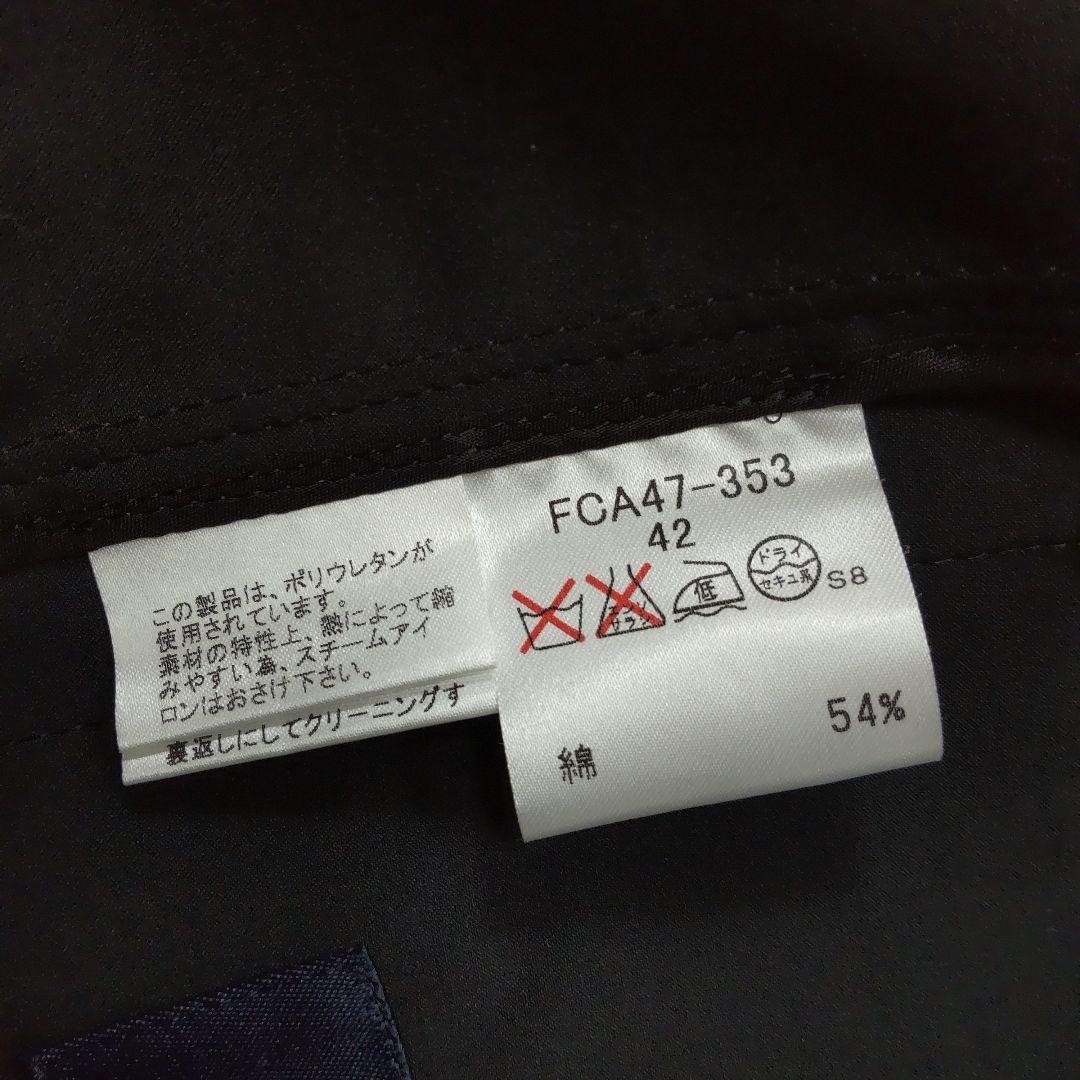 この製品は、ポリウレタンが
使用されています。
素材の特性上、熱によって縮
みやすい為、スチームアイ
ロンはおさけ下さい。
裏返しにしてクリーニングす
FCA47-353
42
低
ドライ
セキユ系
S8
綿 54%